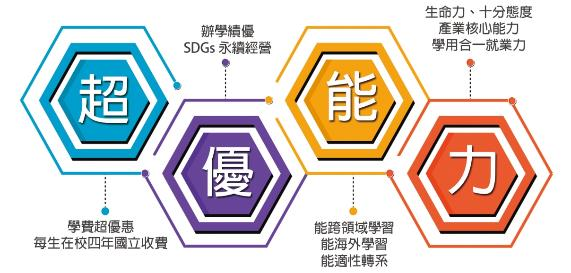 超
學費超優惠
每生在校四年國立收費
辦學績優
SDGs 永續經營
優
能
能跨領域學習
能海外學習
能適性轉系
生命力、十分態度
產業核心能力
學用合一就業力
力